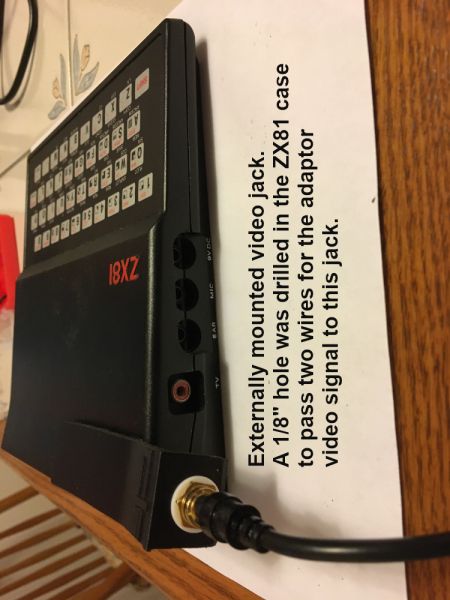 Externally mounted video jack.
A 1/8" hole was drilled in the ZX81 case
to pass two wires for the adaptor
video signal to this jack.
ZX81
9V DC
MIC
EAR
TV